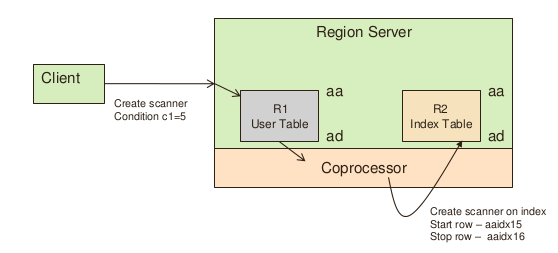 Region Server
Client
Create scanner
Condition c1=5
R1
User Table
aa
ad
R2
Index Table
aa
ad
Coprocessor
Create scanner on index
Start row – aaidx15
Stop row – aaidx16